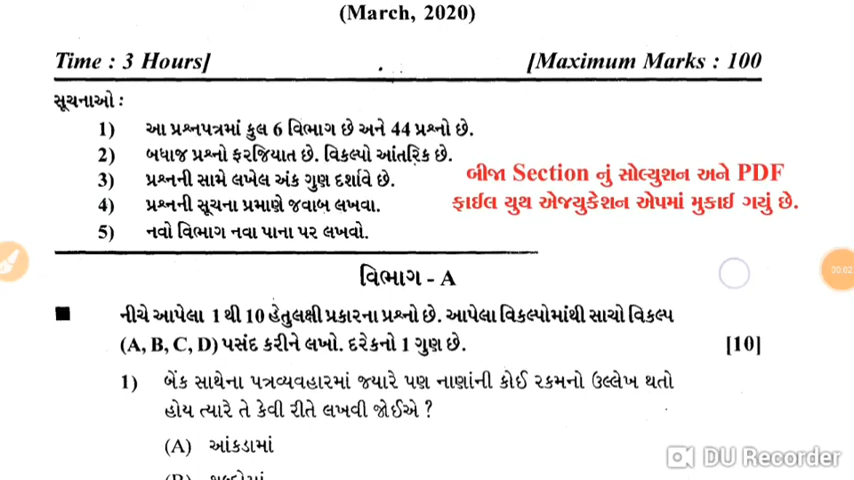 (March, 2020)
Time : 3 Hours] [Maximum Marks : 100
સૂચનાઓ :
1) આ પ્રશ્નપત્રમાં કુલ 6 વિભાગ છે અને 44 પ્રશ્નો છે.
2) બધાજ પ્રશ્નો ફરજિયાત છે. વિકલ્પો આંતરિક છે.
3) પ્રશ્નની સામે લખેલ અંક ગુણ દર્શાવે છે.
4) પ્રશ્નની સૂચના પ્રમાણે જવાબ લખવા.
5) નવો વિભાગ નવા પાના પર લખવો.
બીજા Section નું સોલ્યુશન અને PDF
ફાઈલ યુથ એજ્યુકેશન એપમાં મુકાઈ ગયું છે.
00:02
વિભાગ - A
નીચે આપેલા 1 થી 10 હેતુલક્ષી પ્રકારના પ્રશ્નો છે. આપેલા વિકલ્પોમાંથી સાચો વિકલ્પ
(A, B, C, D) પસંદ કરીને લખો. દરેકનો 1 ગુણ છે. [10]
1) બેંક સાથેના પત્રવ્યવહારમાં જ્યારે પણ નાણાંની કોઈ રકમનો ઉલ્લેખ થતો
હોય ત્યારે તે કેવી રીતે લખવી જોઈએ ?
(A) આંકડામાં
(B) શબ્દોમાં
DU Recorder